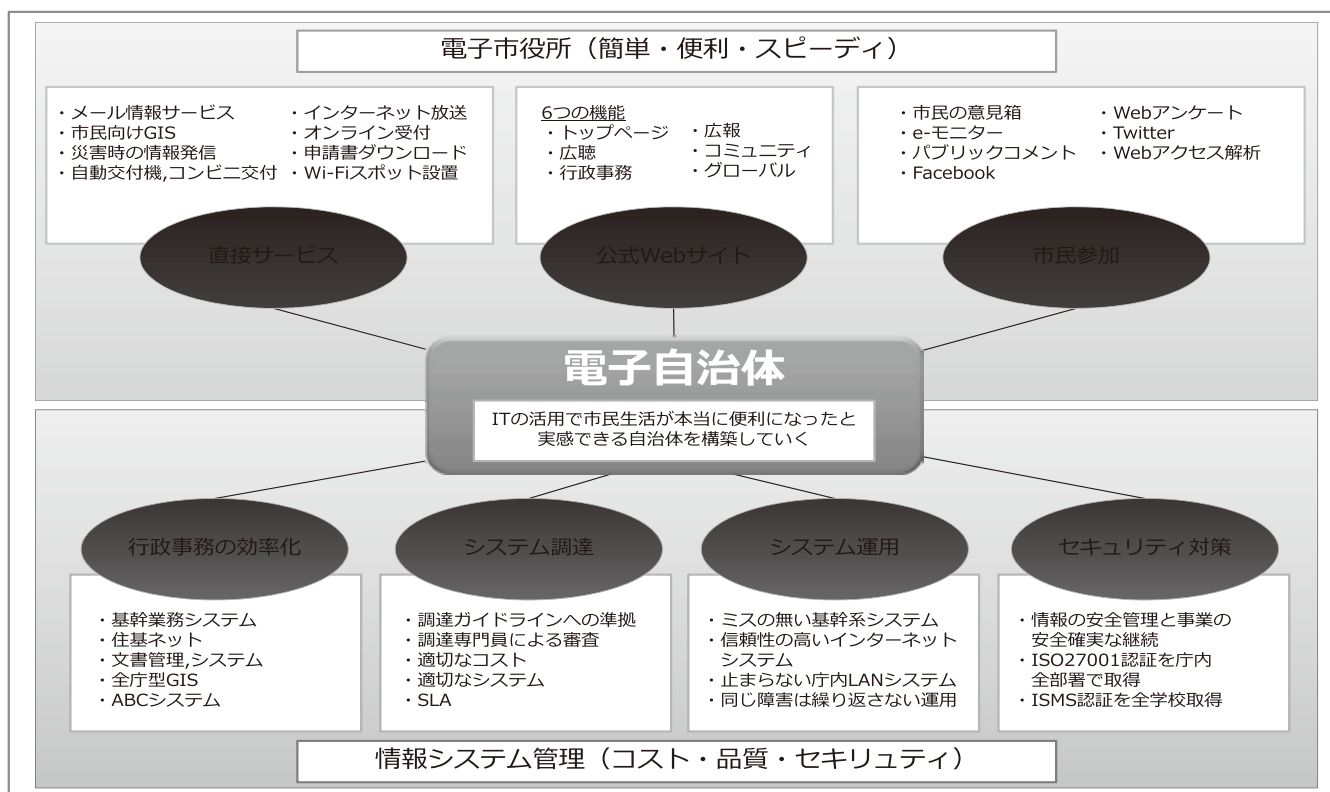 電子市役所（簡単・便利・スピーディ）
・メール情報サービス
・市民向けGIS
・災害時の情報発信
・自動交付機,コンビニ交付
・インターネット放送
・オンライン受付
・申請書ダウンロード
・Wi-Fiスポット設置
直接サービス
6つの機能
・トップページ
・広聴
・行政事務
・広報
・コミュニティ
・グローバル
公式Webサイト
・市民の意見箱
・e-モニター
・パブリックコメント
・Facebook
・Webアンケート
・Twitter
・Webアクセス解析
市民参加
電子自治体
ITの活用で市民生活が本当に便利になったと
実感できる自治体を構築していく
行政事務の効率化
・基幹業務システム
・住基ネット
・文書管理,システム
・全庁型GIS
・ABCシステム
システム調達
・調達ガイドラインへの準拠
・調達専門員による審査
・適切なコスト
・適切なシステム
・SLA
システム運用
・ミスの無い基幹系システム
・信頼性の高いインターネット
システム
・止まらない庁内LANシステム
・同じ障害は繰り返さない運用
セキュリティ対策
・情報の安全管理と事業の
安全確実な継続
・ISO27001認証を庁内
全部署で取得
・ISMS認証を全学校取得
情報システム管理（コスト・品質・セキリュティ）